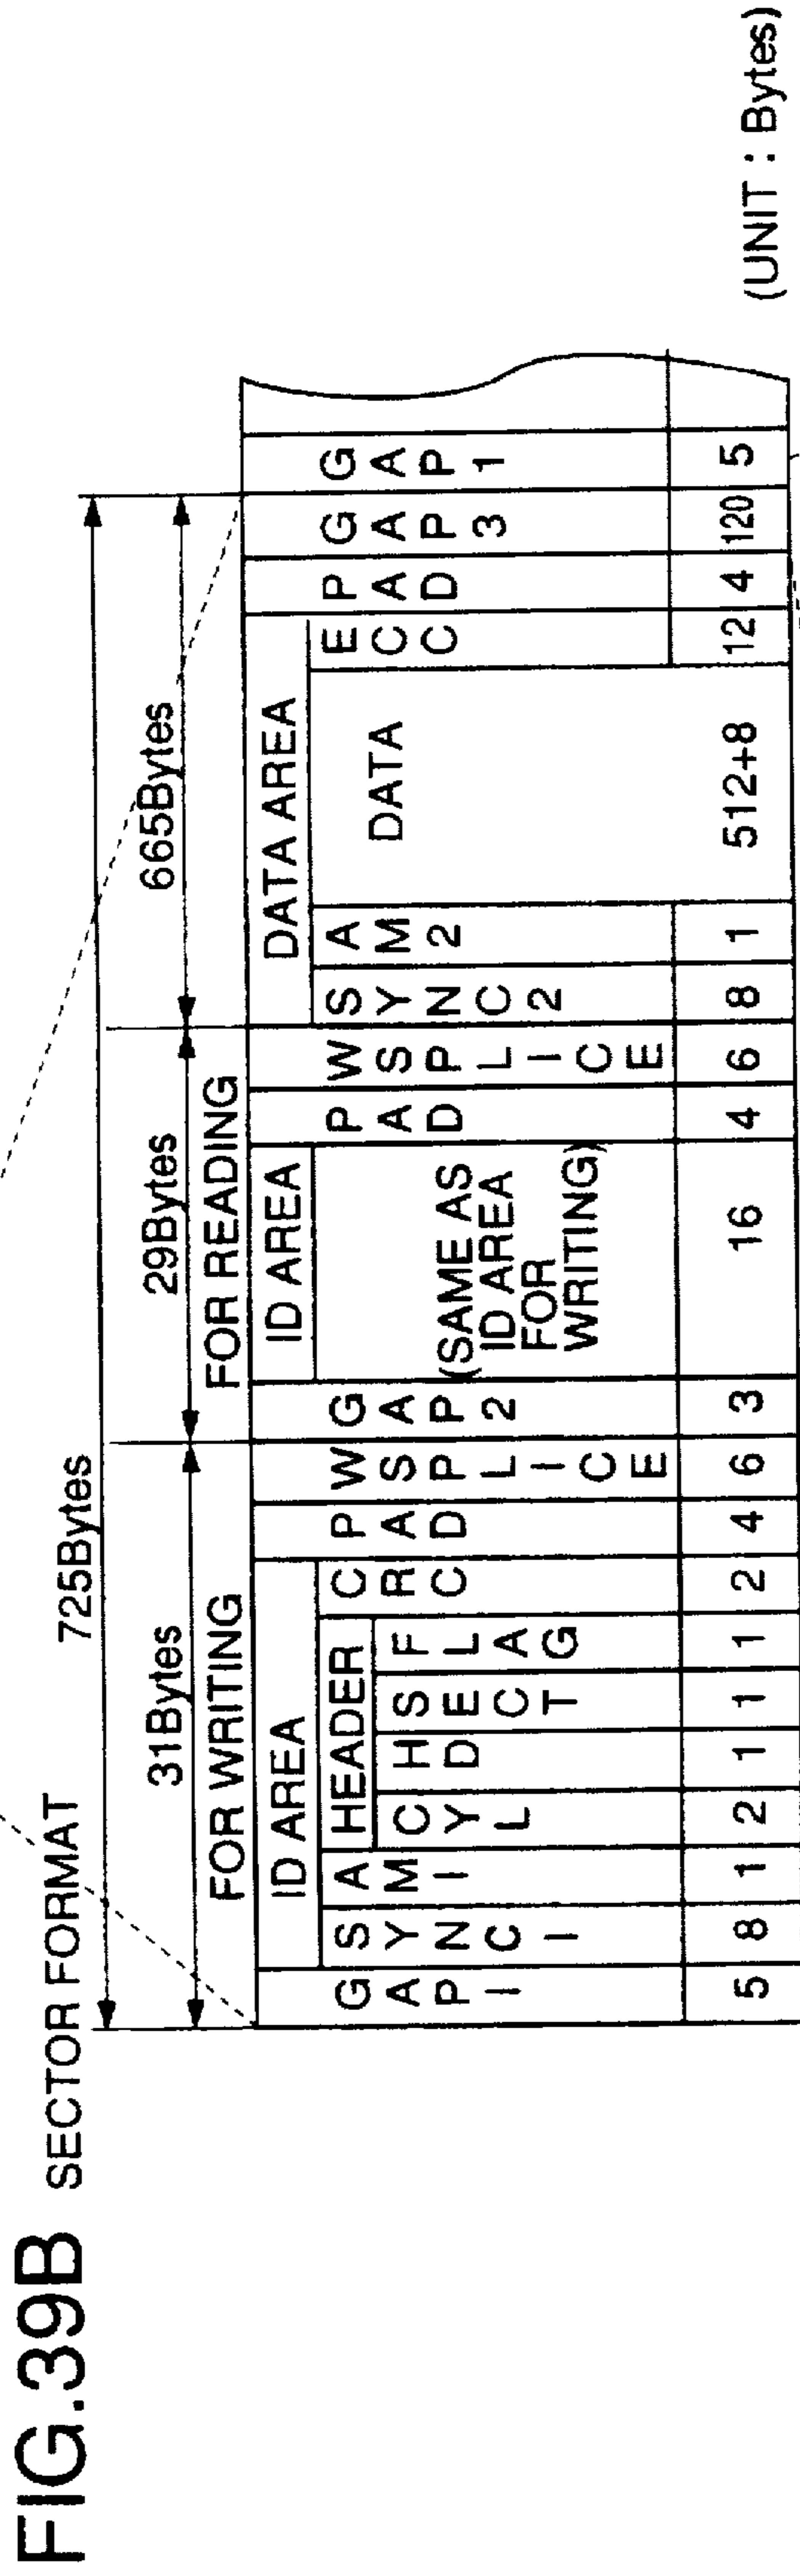 FIG.39B SECTOR FORMAT
725Bytes
31Bytes 29Bytes 665Bytes
FOR WRITING FOR READING
ID AREA ID AREA DATA AREA
HEADER
GAP1 SYNC1 AM1 CYL HD SECT FLAG CRC PAD WSPLICE GAP2 (SAME AS ID AREA FOR WRITING) PAD WSPLICE SYNC2 AM2 DATA ECC PAD GAP3 GAP1
5 8 1 2 1 1 1 2 4 6 3 16 4 6 8 1 512+8 12 4 120 5
(UNIT : Bytes)